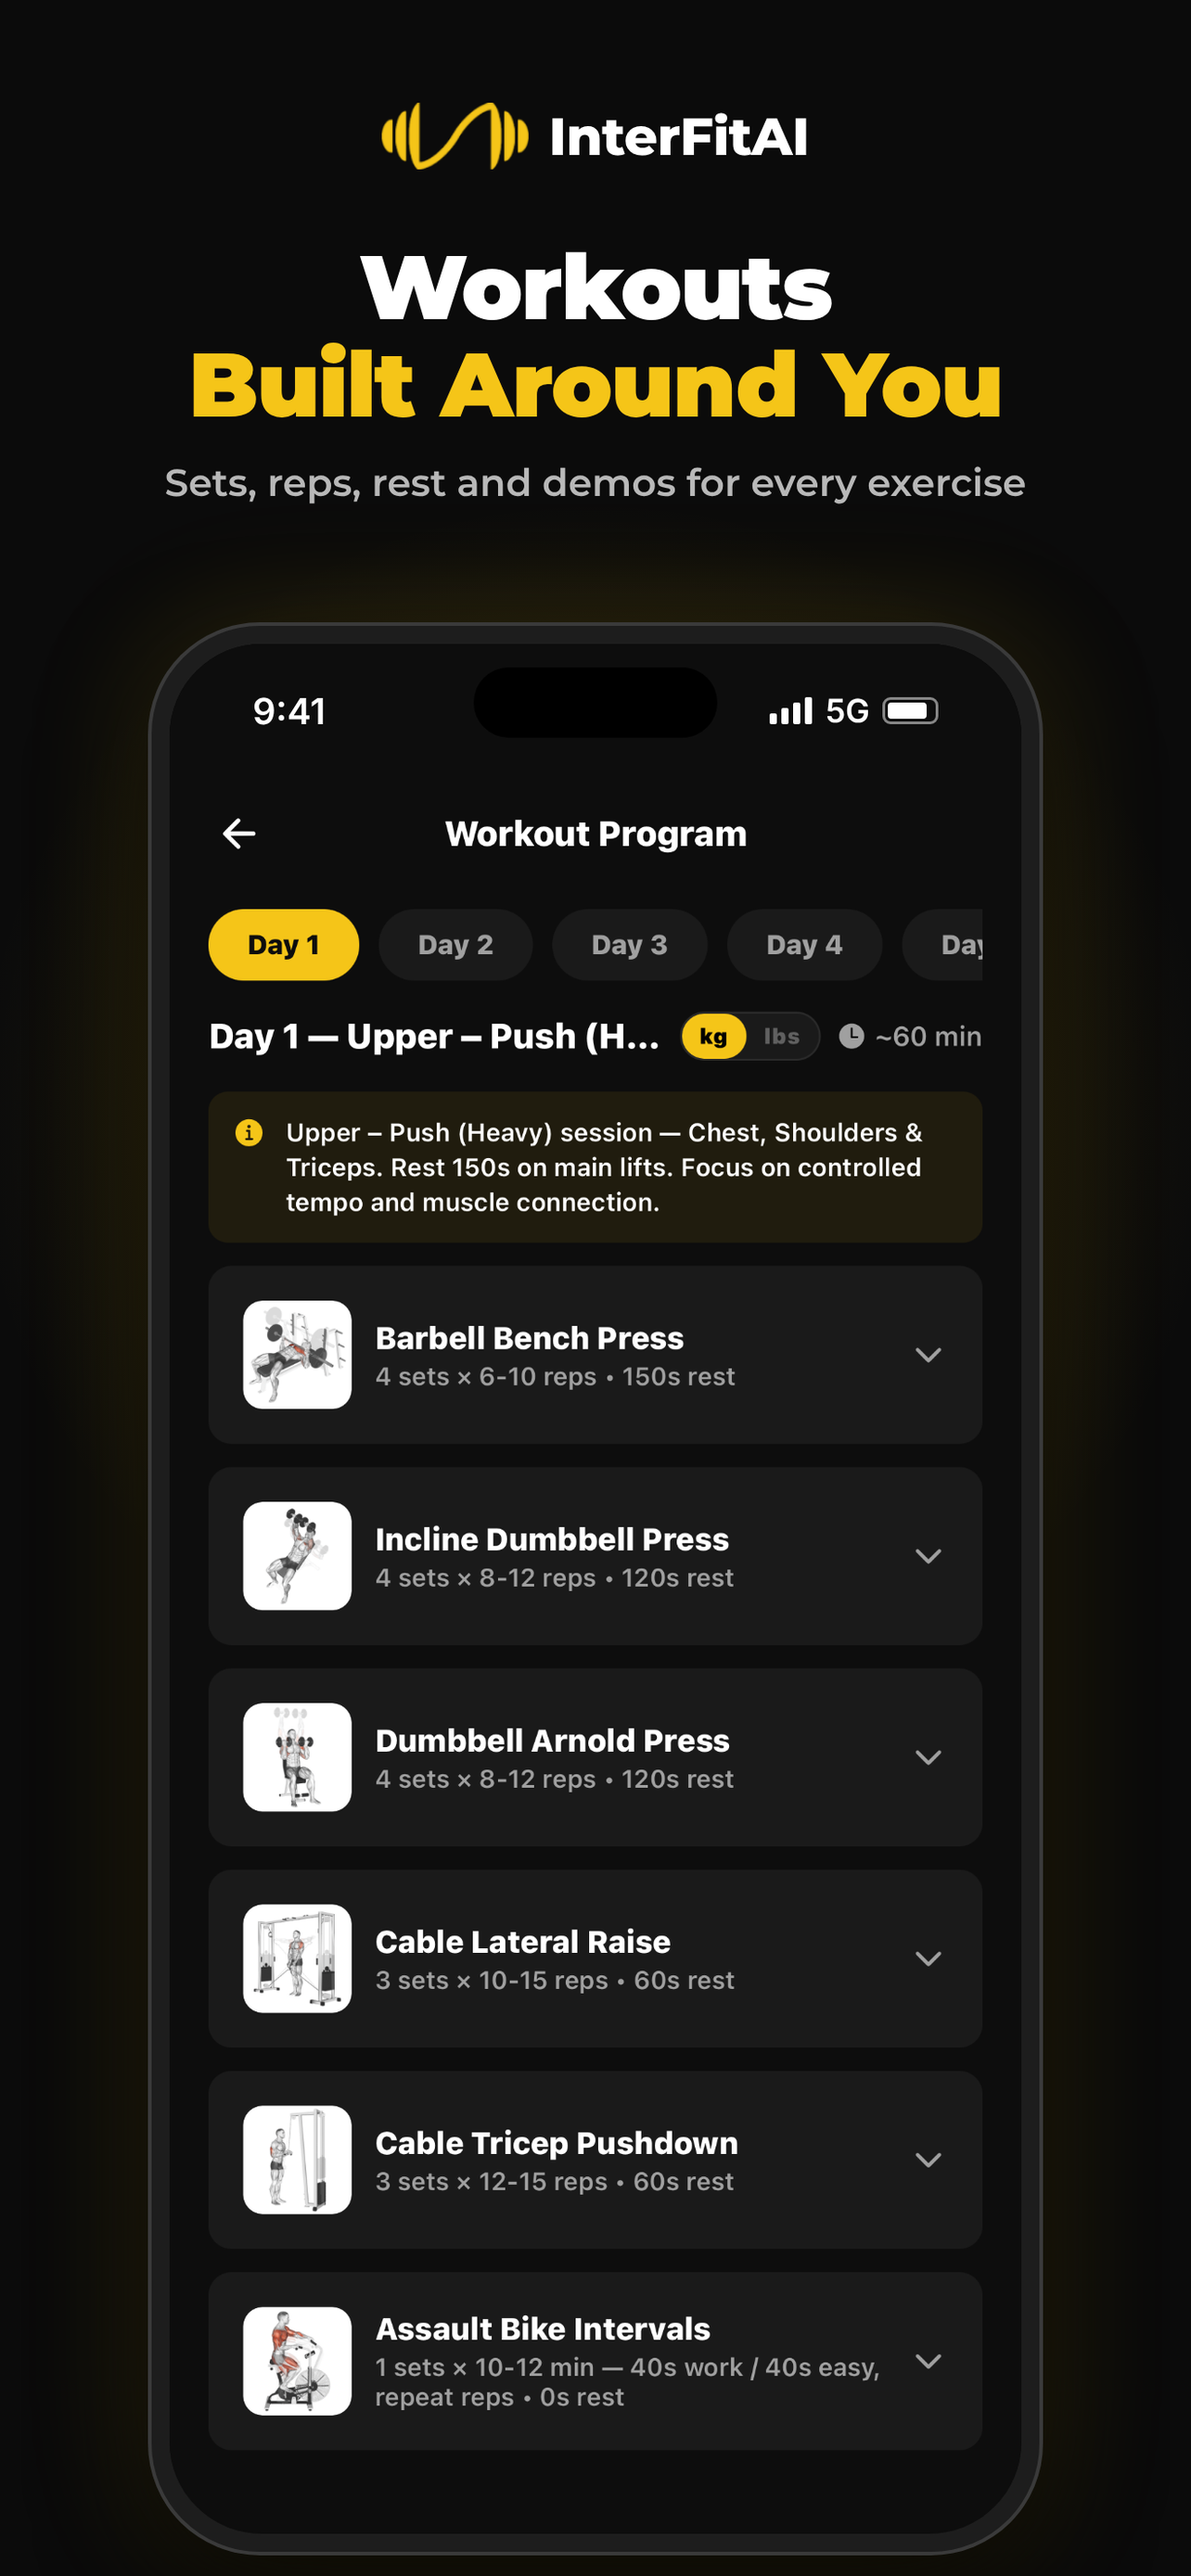 InterFitAI
Workouts
Built Around You
Sets, reps, rest and demos for every exercise
9:41
5G
Workout Program
Day 1
Day 2
Day 3
Day 4
Day
Day 1 — Upper – Push (H...
kg
lbs
~60 min
Upper – Push (Heavy) session — Chest, Shoulders &
Triceps. Rest 150s on main lifts. Focus on controlled
tempo and muscle connection.
Barbell Bench Press
4 sets × 6-10 reps • 150s rest
Incline Dumbbell Press
4 sets × 8-12 reps • 120s rest
Dumbbell Arnold Press
4 sets × 8-12 reps • 120s rest
Cable Lateral Raise
3 sets × 10-15 reps • 60s rest
Cable Tricep Pushdown
3 sets × 12-15 reps • 60s rest
Assault Bike Intervals
1 sets × 10-12 min — 40s work / 40s easy,
repeat reps • 0s rest